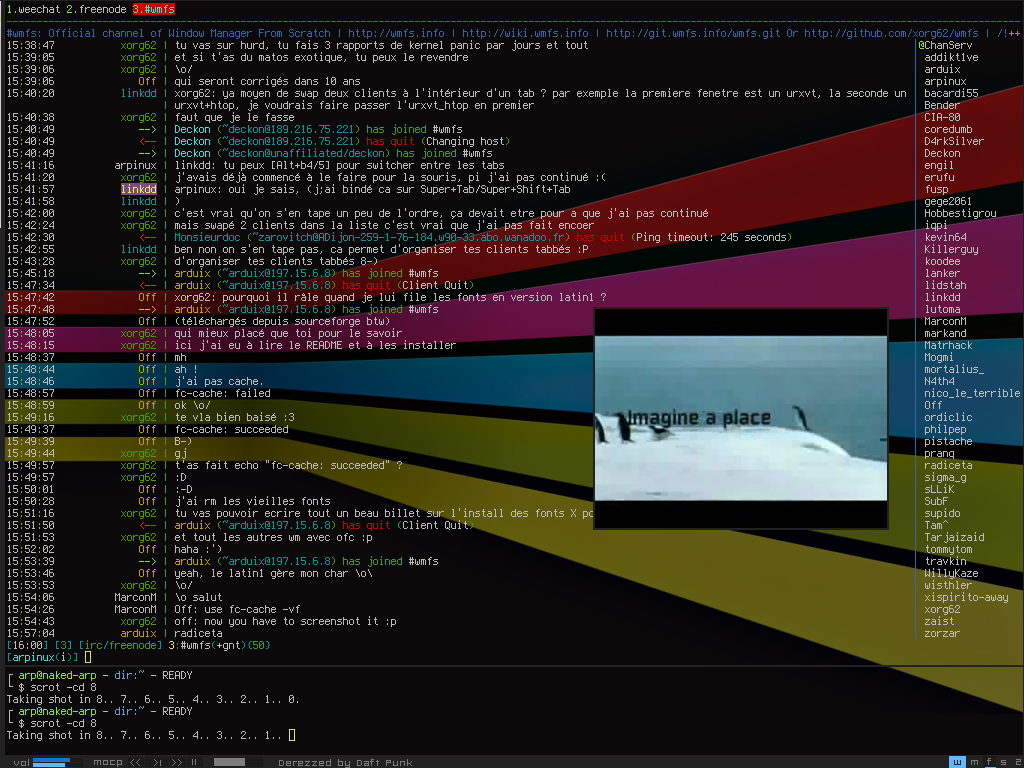 1.weechat 2.freenode 3.#wmfs
#wmfs: Official channel of Window Manager From Scratch | http://wmfs.info | http://wiki.wmfs.info | http://git.wmfs.info/wmfs.git Or http://github.com/xorg62/wmfs | /!++
15:38:47 xorg62 | tu vas sur hurd, tu fais 3 rapports de kernel panic par jours et tout
15:39:05 xorg62 | et si t'as du matos exotique, tu peux le revendre
15:39:06 xorg62 | \o/
15:39:06 Off | qui seront corrigés dans 10 ans
15:40:20 linkdd | xorg62: ya moyen de swap deux clients à l'intérieur d'un tab ? par exemple la premiere fenetre est un urxvt, la seconde un
| urxvt+htop, je voudrais faire passer l'urxvt_htop en premier
15:40:38 xorg62 | faut que je le fasse
15:40:49 --> | Deckon (~deckon@189.216.75.221) has joined #wmfs
15:40:49 <-- | Deckon (~deckon@189.216.75.221) has quit (Changing host)
15:40:49 --> | Deckon (~deckon@unaffiliated/deckon) has joined #wmfs
15:41:16 arpinux | linkdd: tu peux [Alt+b4/5] pour switcher entre les tabs
15:41:20 xorg62 | j'avais déjà commencé à le faire pour la souris, pi j'ai pas continué :(
15:41:57 linkdd | arpinux: oui je sais, (j;ai bindé ca sur Super+Tab/Super+Shift+Tab
15:41:58 linkdd | )
15:42:00 xorg62 | c'est vrai qu'on s'en tape un peu de l'ordre, ça devait etre pour a que j'ai pas continué
15:42:24 xorg62 | mais swapé 2 clients dans la liste c'est vrai que j'ai pas fait encoer
15:42:30 <-- | Monsieurdoc (~zarovitch@ADijon-259-1-76-184.w90-33.abo.wanadoo.fr) has quit (Ping timeout: 245 seconds)
15:42:55 linkdd | ben non on s'en tape pas, ca permet d'organiser tes clients tabbés :P
15:43:28 xorg62 | d'organiser tes clients tabbés 8-)
15:45:18 --> | arduix (~arduix@197.15.6.8) has joined #wmfs
15:47:34 <-- | arduix (~arduix@197.15.6.8) has quit (Client Quit)
15:47:42 Off | xorg62: pourquoi il râle quand je lui file les fonts en version latin1 ?
15:47:48 --> | arduix (~arduix@197.15.6.8) has joined #wmfs
15:47:52 Off | (téléchargés depuis sourceforge btw)
15:48:05 xorg62 | qui mieux placé que toi pour le savoir
15:48:15 xorg62 | ici j'ai eu à lire le README et à les installer
15:48:37 Off | mh
15:48:44 Off | ah !
15:48:46 Off | j'ai pas cache.
15:48:57 Off | fc-cache: failed
15:48:59 Off | ok \o/
15:49:16 xorg62 | te vla bien baisé :3
15:49:37 Off | fc-cache: succeeded
15:49:39 Off | B-)
15:49:44 xorg62 | gj
15:49:57 xorg62 | t'as fait echo "fc-cache: succeeded" ?
15:49:57 xorg62 | :D
15:50:01 Off | :-D
15:50:28 Off | j'ai rm les vieilles fonts
15:51:16 xorg62 | tu vas pouvoir ecrire tout un beau billet sur l'install des fonts X po
15:51:50 <-- | arduix (~arduix@197.15.6.8) has quit (Client Quit)
15:51:53 xorg62 | et tout les autres wm avec ofc :p
15:52:02 Off | haha :')
15:53:39 --> | arduix (~arduix@197.15.6.8) has joined #wmfs
15:53:46 Off | yeah, le latin1 gère mon char \o\
15:53:53 xorg62 | \o/
15:54:06 MarconM | \o salut
15:54:26 MarconM | Off: use fc-cache -vf
15:54:43 xorg62 | off: now you have to screenshot it :p
15:57:04 arduix | radiceta
@ChanServ
addikt1ve
arduix
arpinux
bacardi55
Bender
CIA-80
coredumb
D4rkSilver
Deckon
engil
erufu
fusp
gege2061
Hobbestigrou
iqpi
kevin64
Killerguy
koodee
lanker
lidstah
linkdd
lutoma
MarconM
markand
Matrhack
Mogmi
mortalius_
N4th4
nico_le_terrible
Off
ordiclic
philpep
pistache
pranq
radiceta
sigma_g
sLLiK
SubF
supido
Tam^
Tarjaizaid
tommytom
travkin
WillyKaze
wisthler
xispirito-away
xorg62
zaist
zorzar
Imagine a place
[16:00] [3] [irc/freenode] 3:#wmfs(+gnt)(50)
[arpinux(i)]
arp@naked-arp - dir:~ - READY
$ scrot -cd 8
Taking shot in 8.. 7.. 6.. 5.. 4.. 3.. 2.. 1.. 0.
arp@naked-arp - dir:~ - READY
$ scrot -cd 8
Taking shot in 8.. 7.. 6.. 5.. 4.. 3.. 2.. 1..
vol mocp << >| >> || Derezzed by Daft Punk w m f s 2